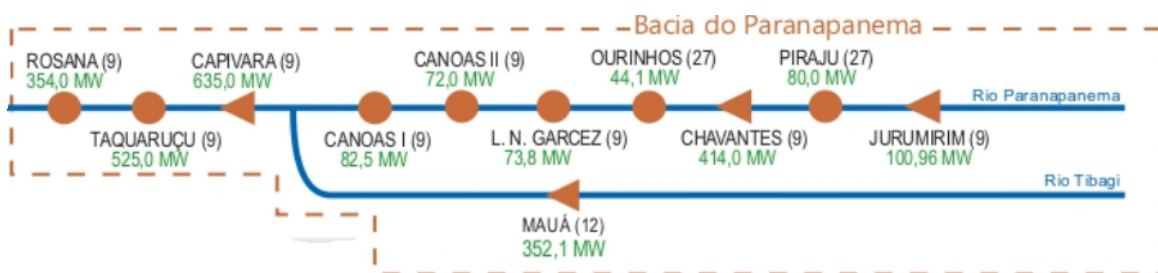 Bacia do Paranapanema
ROSANA (9)
354,0 MW
CAPIVARA (9)
635,0 MW
CANOAS II (9)
72,0 MW
OURINHOS (27)
44,1 MW
PIRAJU (27)
80,0 MW
Rio Paranapanema
TAQUARUÇU (9)
525,0 MW
CANOAS I (9)
82,5 MW
L. N. GARCEZ (9)
73,8 MW
CHAVANTES (9)
414,0 MW
JURUMIRIM (9)
100,96 MW
Rio Tibagi
MAUÁ (12)
352,1 MW